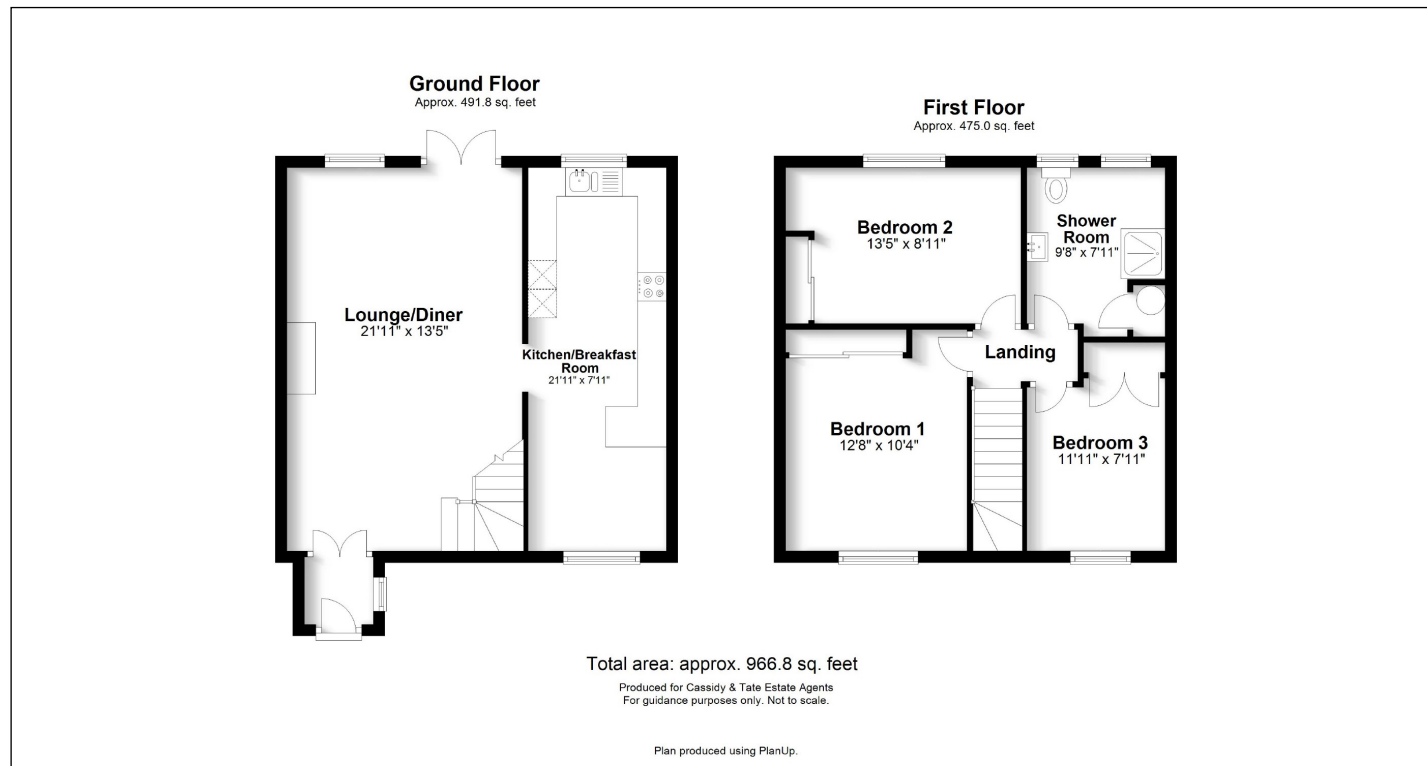 Ground Floor
Approx. 491.8 sq. feet
Lounge/Diner
21'11" x 13'5"
Kitchen/Breakfast
Room
21'11" x 7'11"
First Floor
Approx. 475.0 sq. feet
Bedroom 2
13'5" x 8'11"
Shower
Room
9'8" x 7'11"
Landing
Bedroom 1
12'8" x 10'4"
Bedroom 3
11'11" x 7'11"
Total area: approx. 966.8 sq. feet
Produced for Cassidy & Tate Estate Agents
For guidance purposes only. Not to scale.
Plan produced using PlanUp.